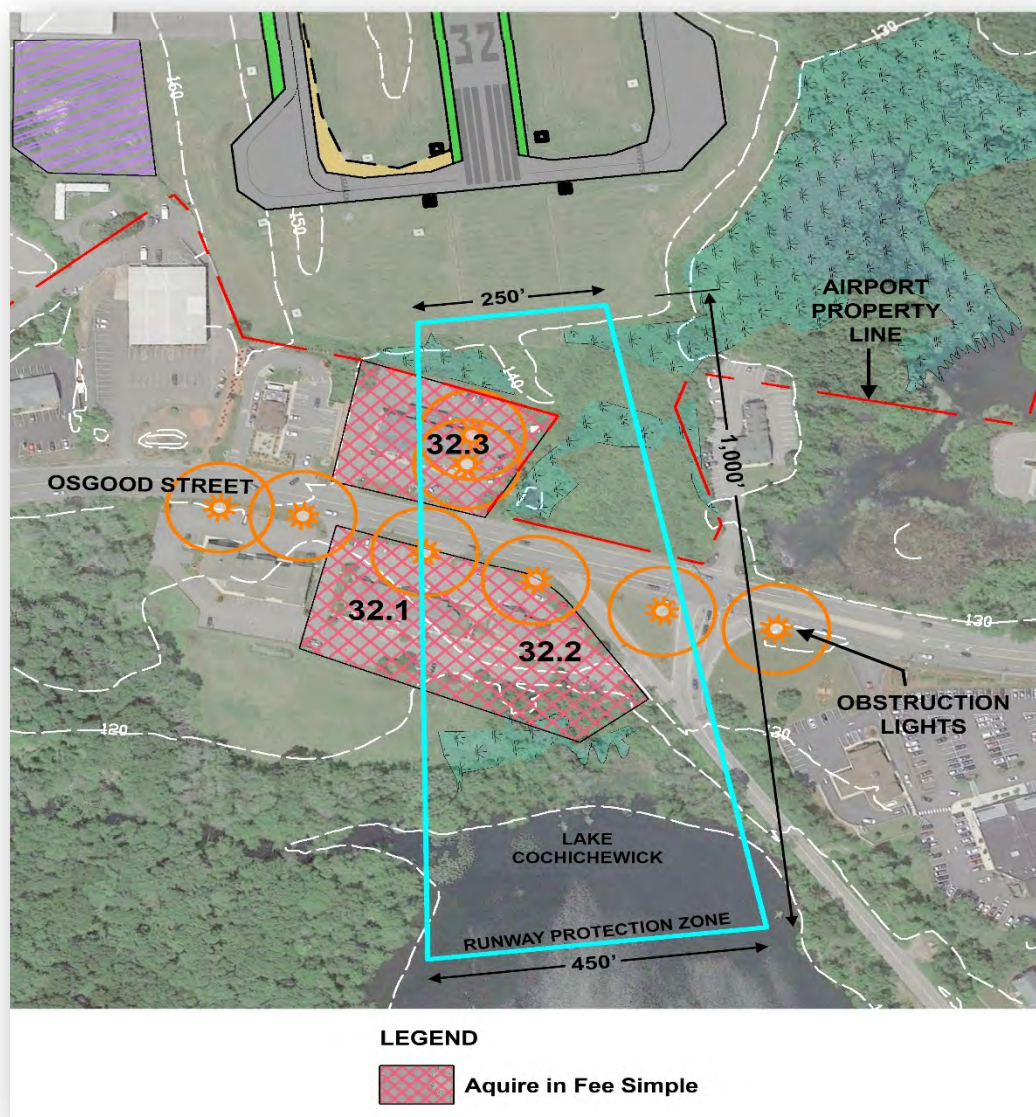 32
130
160
150
250'
AIRPORT
PROPERTY
LINE
140
1,000'
32.3
OSGOOD STREET
32.1
32.2
130
OBSTRUCTION
LIGHTS
120
30
LAKE
COCHICHEWICK
RUNWAY PROTECTION ZONE
450'
LEGEND
Aquire in Fee Simple